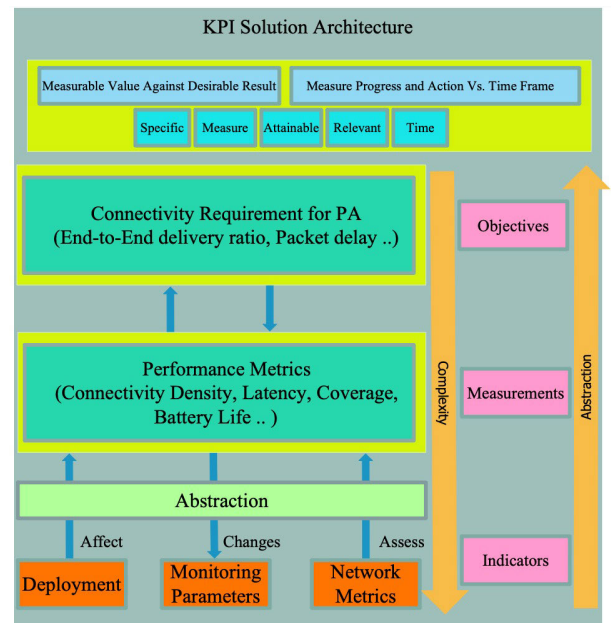 KPI Solution Architecture
Measurable Value Against Desirable Result
Measure Progress and Action Vs. Time Frame
Specific
Measure
Attainable
Relevant
Time
Connectivity Requirement for PA
(End-to-End delivery ratio, Packet delay ..)
Objectives
Performance Metrics
(Connectivity Density, Latency, Coverage,
Battery Life .. )
Complexity
Measurements
Abstraction
Abstraction
Affect
Changes
Assess
Indicators
Deployment
Monitoring
Parameters
Network
Metrics